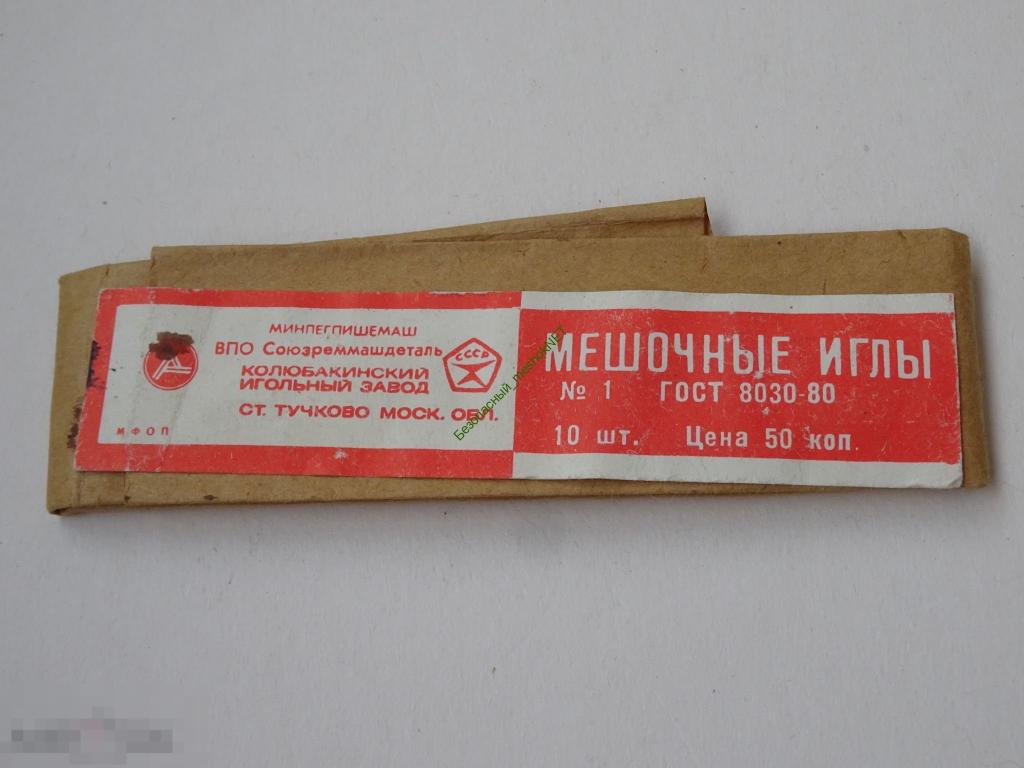 МИНЛЕГПИЩЕМАШ
ВПО Союзреммашдеталь
КОЛЮБАКИНСКИЙ
ИГОЛЬНЫЙ ЗАВОД
СТ. ТУЧКОВО МОСК. ОБЛ.
МФОП
СССР
МЕШОЧНЫЕ ИГЛЫ
№ 1 ГОСТ 8030-80
10 шт. Цена 50 коп.